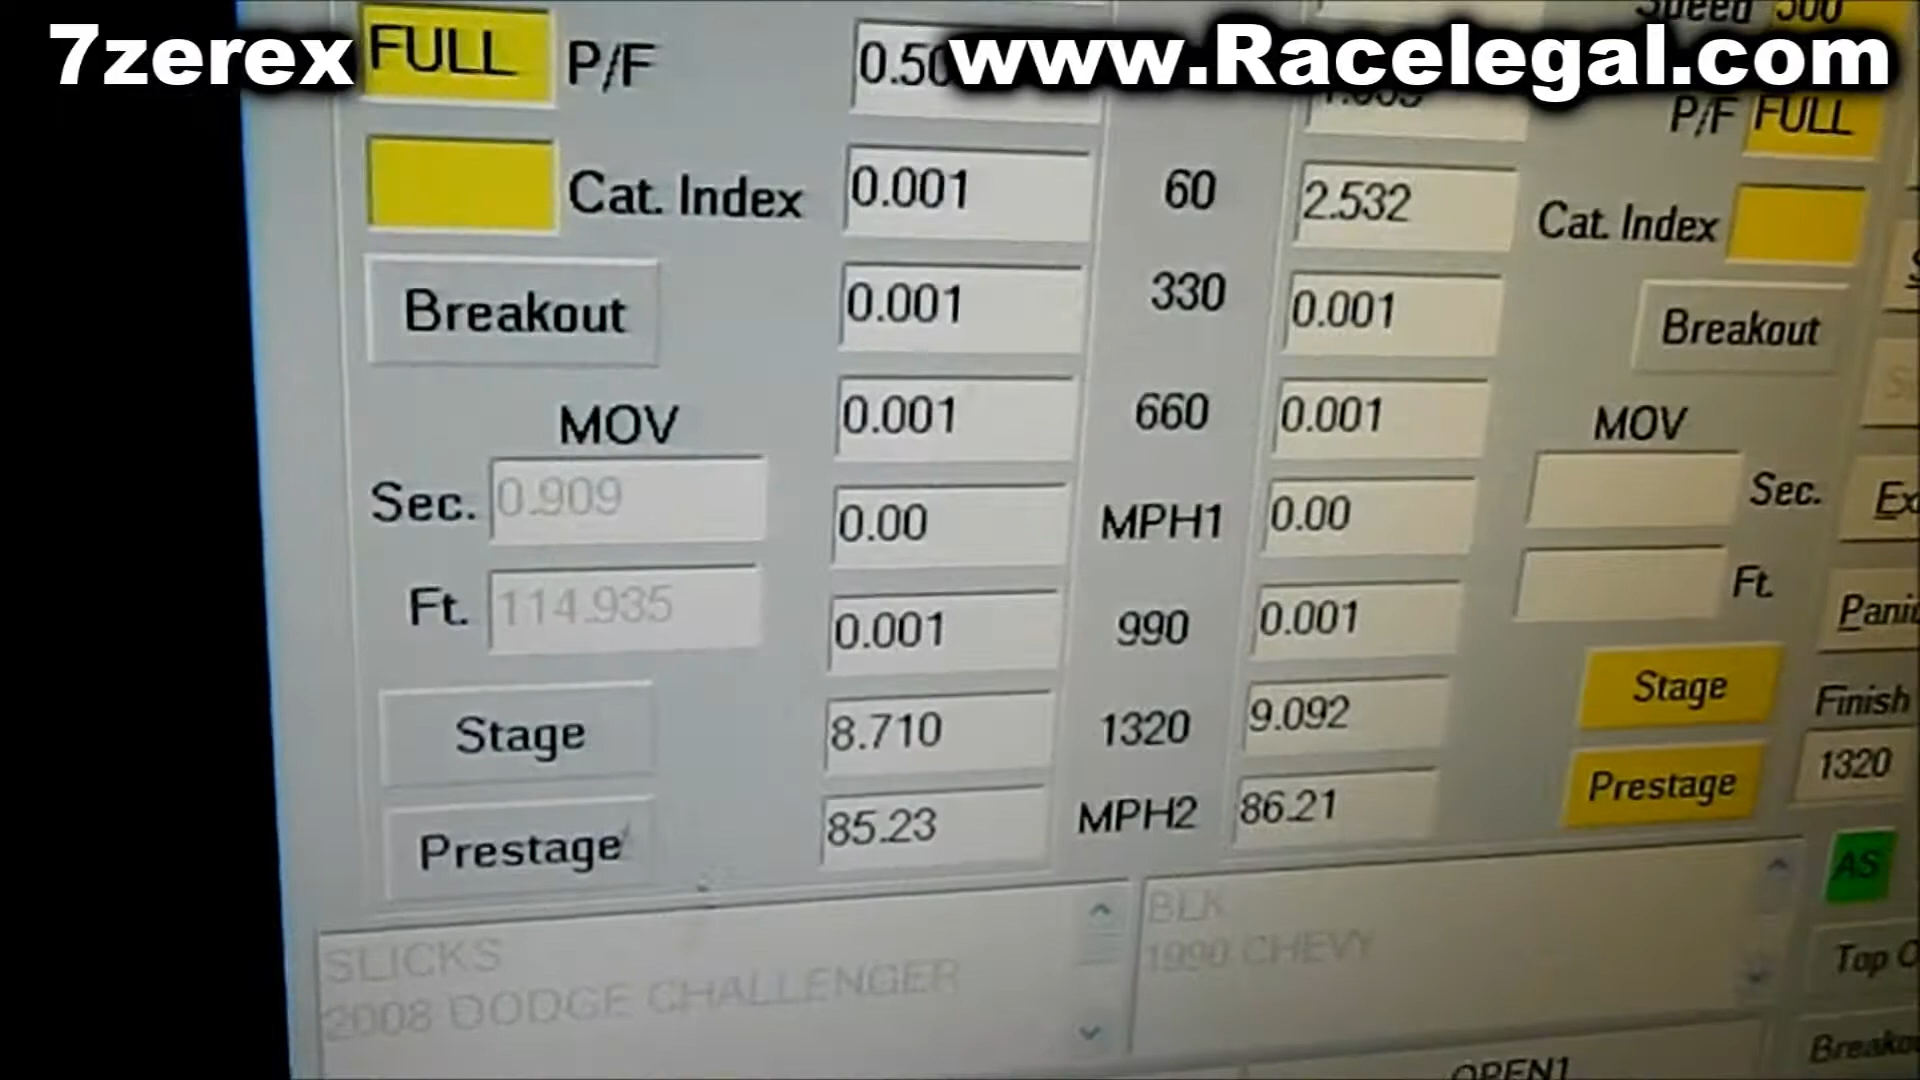 7zerex
www.Racelegal.com
Speed 500
FULL P/F
P/F FULL
Cat. Index 0.001 60 2.532 Cat. Index
Breakout 0.001 330 0.001 Breakout
MOV 0.001 660 0.001 MOV
Sec. 0.909 0.00 MPH1 0.00 Sec.
Ft. 114.935 0.001 990 0.001 Ft.
Stage 8.710 1320 9.092 Stage Finish
Prestage 85.23 MPH2 86.21 Prestage 1320
AS
SLICKS
2008 DODGE CHALLENGER
BLK
1990 CHEVY
OPEN1